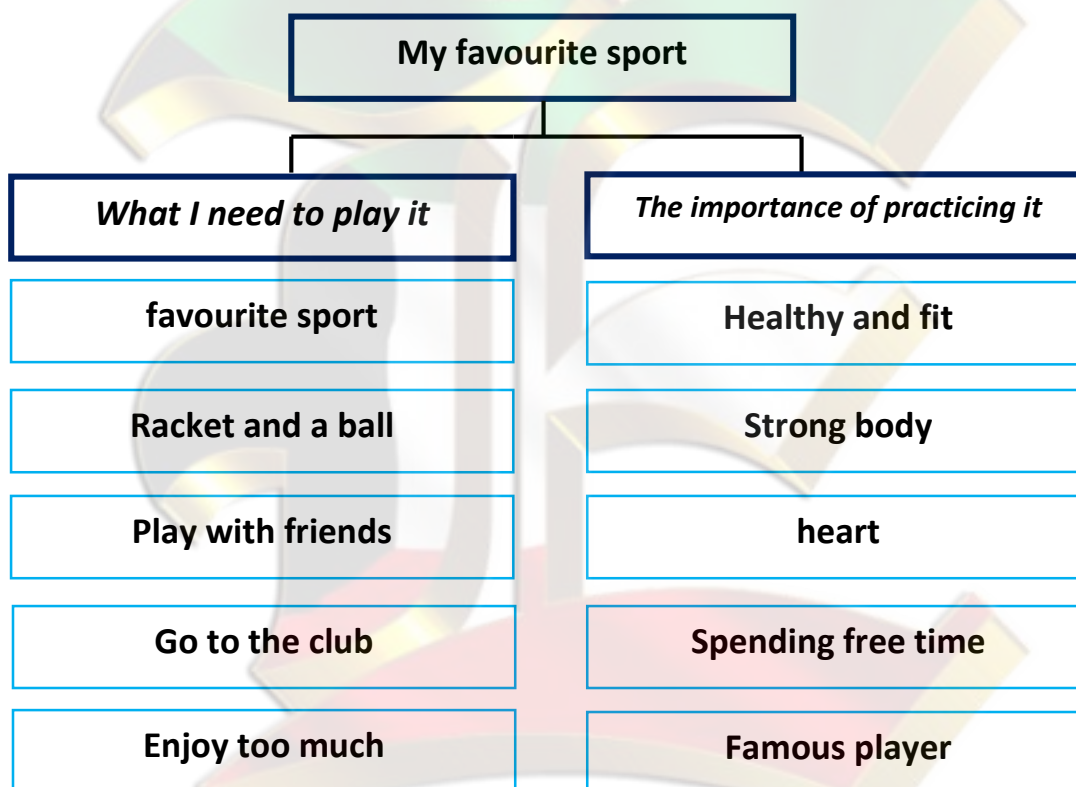 My favourite sport
What I need to play it
The importance of practicing it
favourite sport
Healthy and fit
Racket and a ball
Strong body
Play with friends
heart
Go to the club
Spending free time
Enjoy too much
Famous player